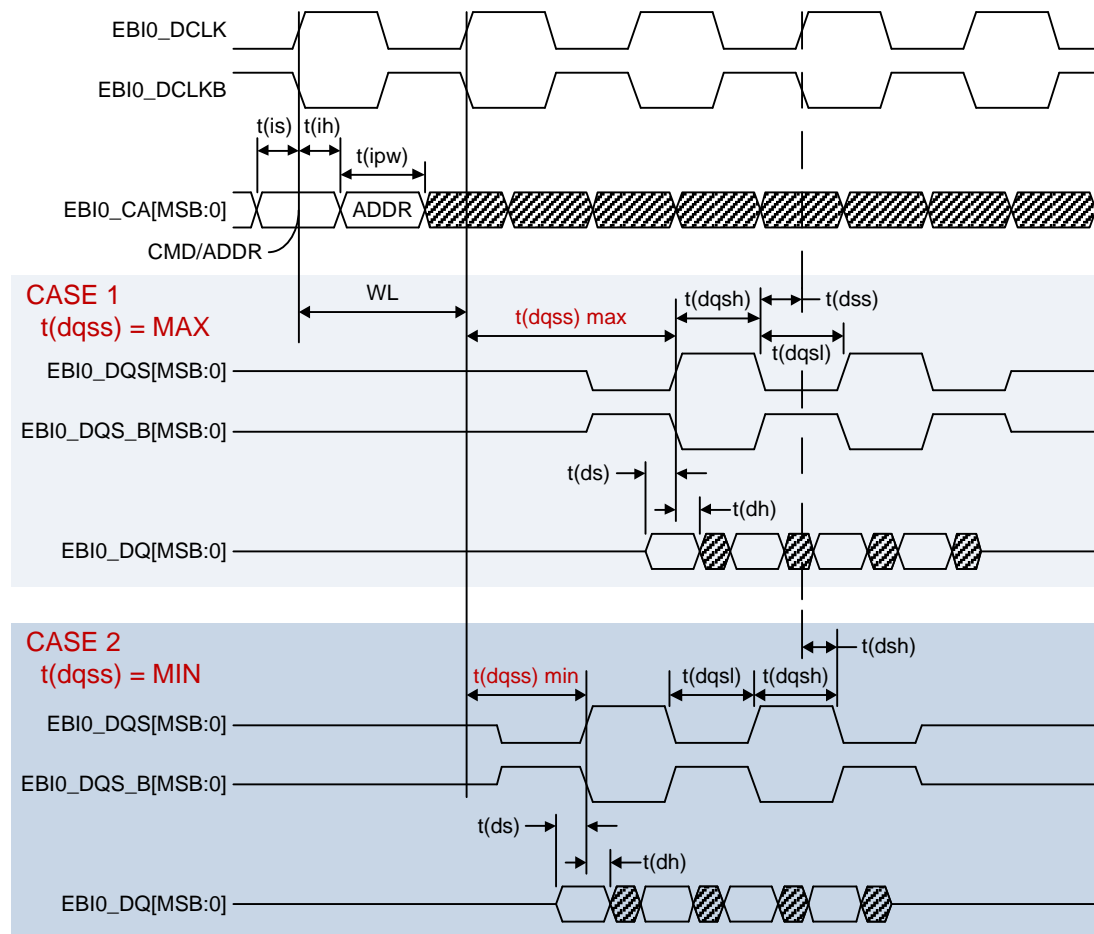 EBI0_DCLK
EBI0_DCLKB
t(is)
t(ih)
t(ipw)
EBI0_CA[MSB:0]
ADDR
CMD/ADDR
CASE 1
t(dqss) = MAX
WL
t(dqss) max
t(dqsh)
t(dss)
t(dqsl)
EBI0_DQS[MSB:0]
EBI0_DQS_B[MSB:0]
t(ds)
t(dh)
EBI0_DQ[MSB:0]
CASE 2
t(dqss) = MIN
t(dqss) min
t(dqsl)
t(dqsh)
t(dsh)
EBI0_DQS[MSB:0]
EBI0_DQS_B[MSB:0]
t(ds)
t(dh)
EBI0_DQ[MSB:0]